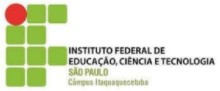 INSTITUTO FEDERAL DE
EDUCAÇÃO, CIÊNCIA E TECNOLOGIA
SÃO PAULO
Câmpus Itaquaquecetuba